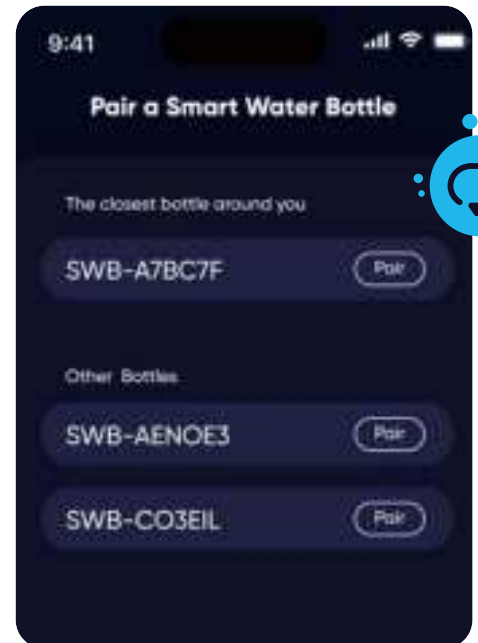 9:41
Pair a Smart Water Bottle
The closest bottle around you
SWB-A7BC7F Pair
Other Bottles
SWB-AENOE3 Pair
SWB-CO3EIL Pair